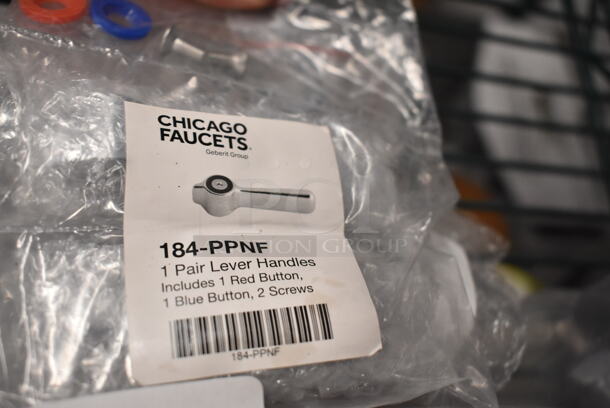 CHICAGO
FAUCETS®
Geberit Group
184-PPNF
1 Pair Lever Handles
Includes 1 Red Button,
1 Blue Button, 2 Screws
184-PPNF